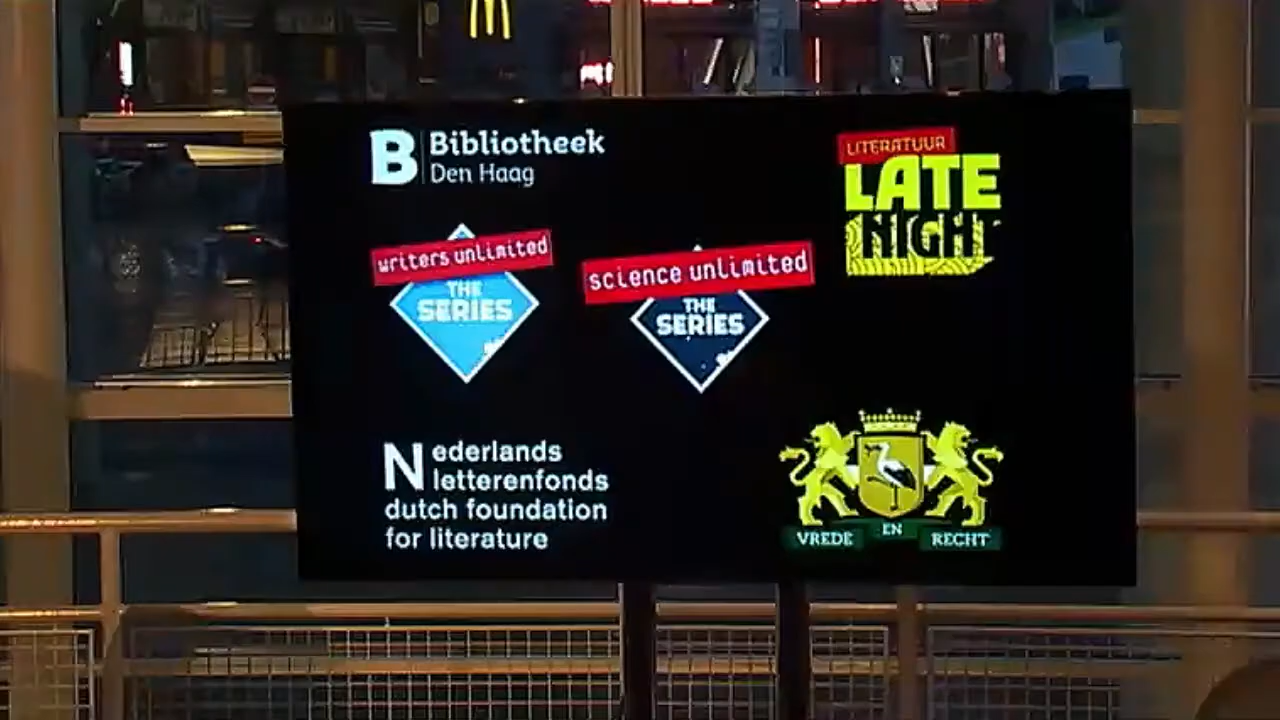 B Bibliotheek
Den Haag
LITERATUUR
LATE
NIGHT
writers unlimited
THE
SERIES
science unlimited
THE
SERIES
Nederlands
letterenfonds
dutch foundation
for literature
VREDE EN RECHT